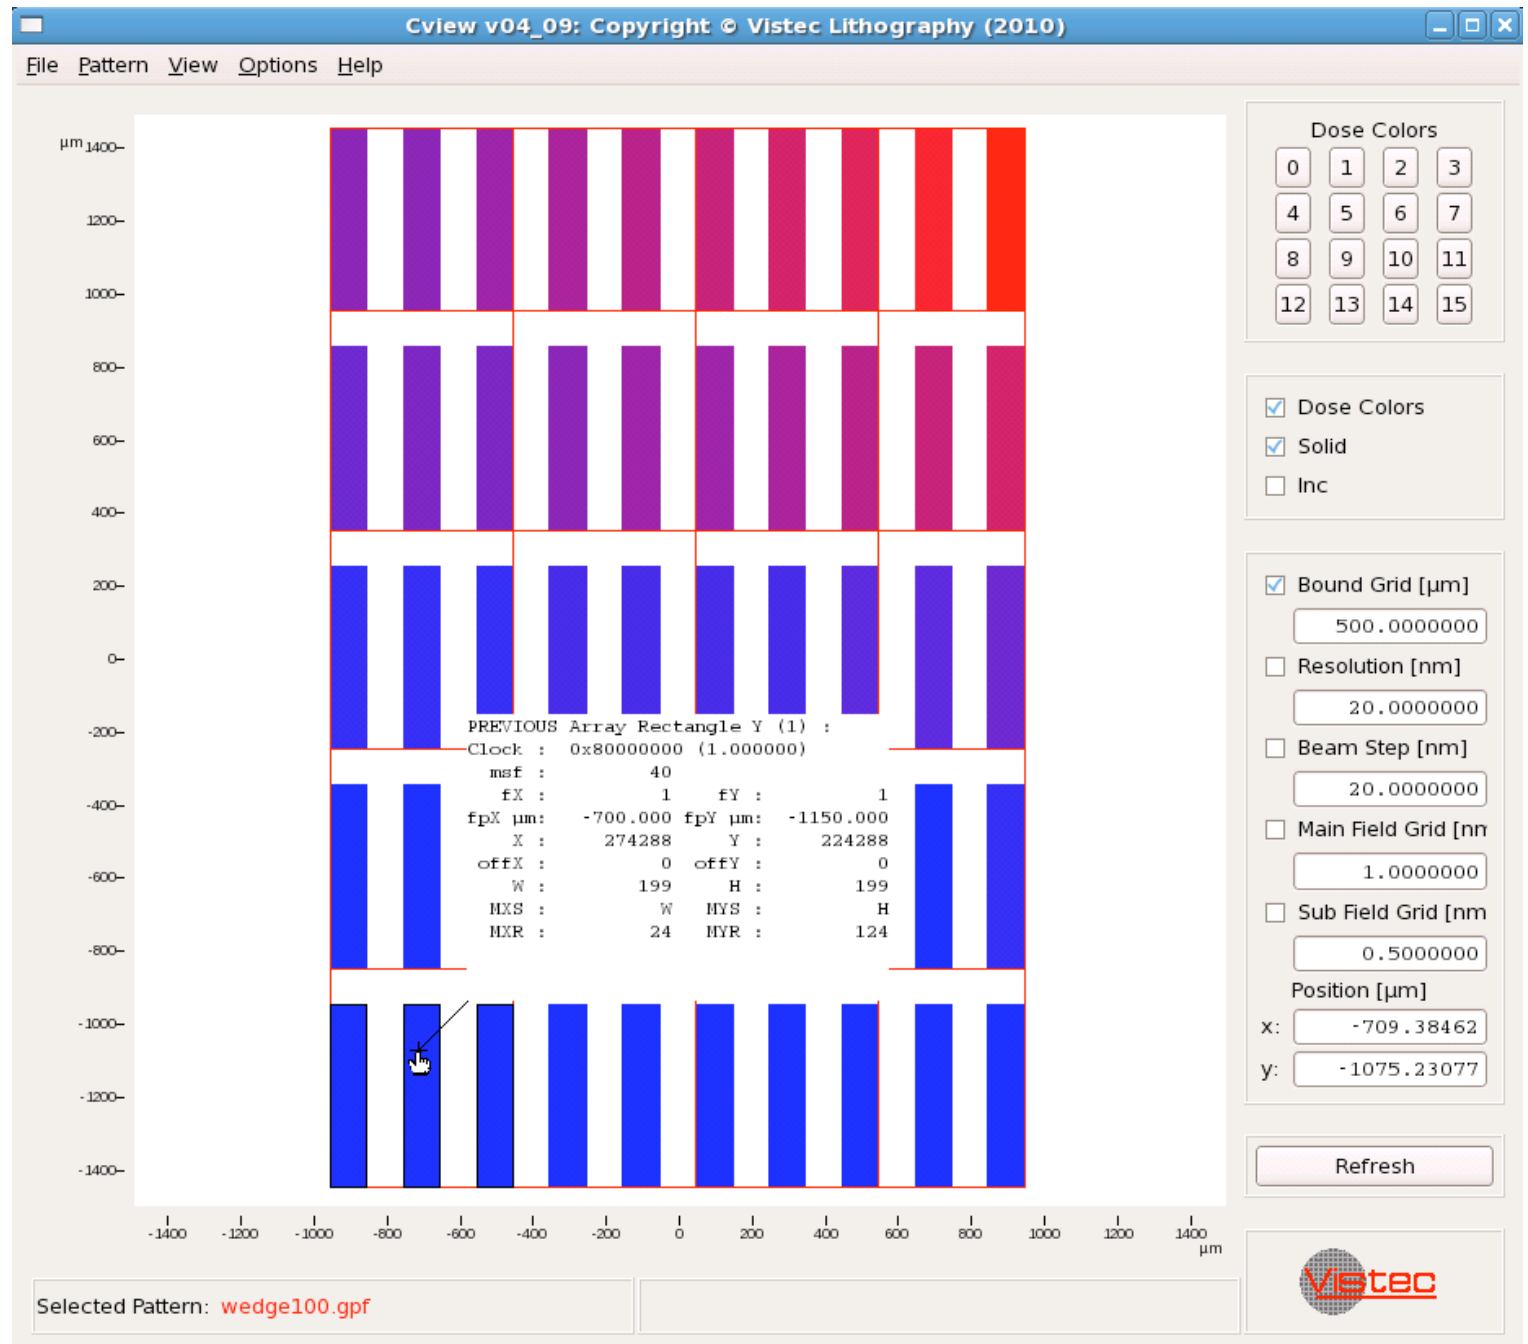 Cview v04_09: Copyright © Vistec Lithography (2010)
File Pattern View Options Help
Dose Colors
0 1 2 3
4 5 6 7
8 9 10 11
12 13 14 15
Dose Colors
Solid
Inc
Bound Grid [µm]
500.0000000
Resolution [nm]
20.0000000
Beam Step [nm]
20.0000000
Main Field Grid [nm
1.0000000
Sub Field Grid [nm
0.5000000
Position [µm]
x: -709.38462
y: -1075.23077
Refresh
Vistec
µm
1400
1200
1000
800
600
400
200
0
-200
-400
-600
-800
-1000
-1200
-1400
PREVIOUS Array Rectangle Y (1) :
Clock : 0x80000000 (1.000000)
msf : 40
fX : 1 fY : 1
fpX µm: -700.000 fpY µm: -1150.000
X : 274288 Y : 224288
offX : 0 offY : 0
W : 199 H : 199
MXS : W MYS : H
MXR : 24 MYR : 124
-1400 -1200 -1000 -800 -600 -400 -200 0 200 400 600 800 1000 1200 1400
µm
Selected Pattern: wedge100.gpf